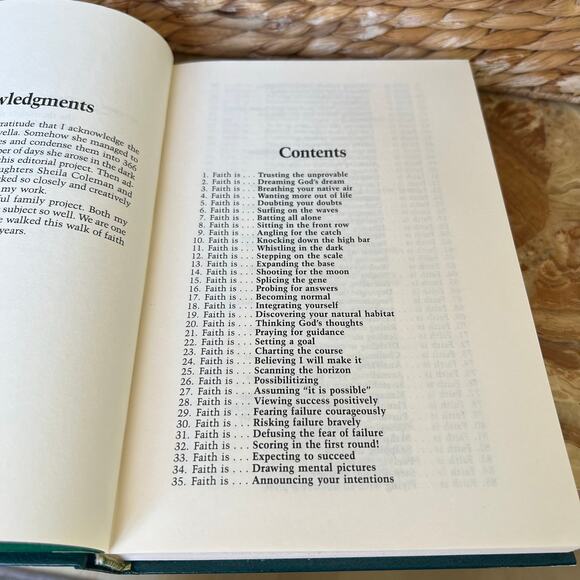 wledgments
ratitude that I acknowledge the
vella. Somehow she managed to
es and condense them into 366
ber of days she arose in the dark
this editorial project. Then ad-
ughters Sheila Coleman and
ked so closely and creatively
my work.
ful family project. Both my
subject so well. We are one
e walked this walk of faith
years.
Contents
1. Faith is . . . Trusting the unprovable
2. Faith is . . . Dreaming God's dream
3. Faith is . . . Breathing your native air
4. Faith is . . . Wanting more out of life
5. Faith is . . . Doubting your doubts
6. Faith is . . . Surfing on the waves
7. Faith is . . . Batting all alone
8. Faith is . . . Sitting in the front row
9. Faith is . . . Angling for the catch
10. Faith is . . . Knocking down the high bar
11. Faith is . . . Whistling in the dark
12. Faith is . . . Stepping on the scale
13. Faith is . . . Expanding the base
14. Faith is . . . Shooting for the moon
15. Faith is . . . Splicing the gene
16. Faith is . . . Probing for answers
17. Faith is . . . Becoming normal
18. Faith is . . . Integrating yourself
19. Faith is . . . Discovering your natural habitat
20. Faith is . . . Thinking God's thoughts
21. Faith is . . . Praying for guidance
22. Faith is . . . Setting a goal
23. Faith is . . . Charting the course
24. Faith is . . . Believing I will make it
25. Faith is . . . Scanning the horizon
26. Faith is . . . Possibilitizing
27. Faith is . . . Assuming "it is possible"
28. Faith is . . . Viewing success positively
29. Faith is . . . Fearing failure courageously
30. Faith is . . . Risking failure bravely
31. Faith is . . . Defusing the fear of failure
32. Faith is . . . Scoring in the first round!
33. Faith is . . . Expecting to succeed
34. Faith is . . . Drawing mental pictures
35. Faith is . . . Announcing your intentions